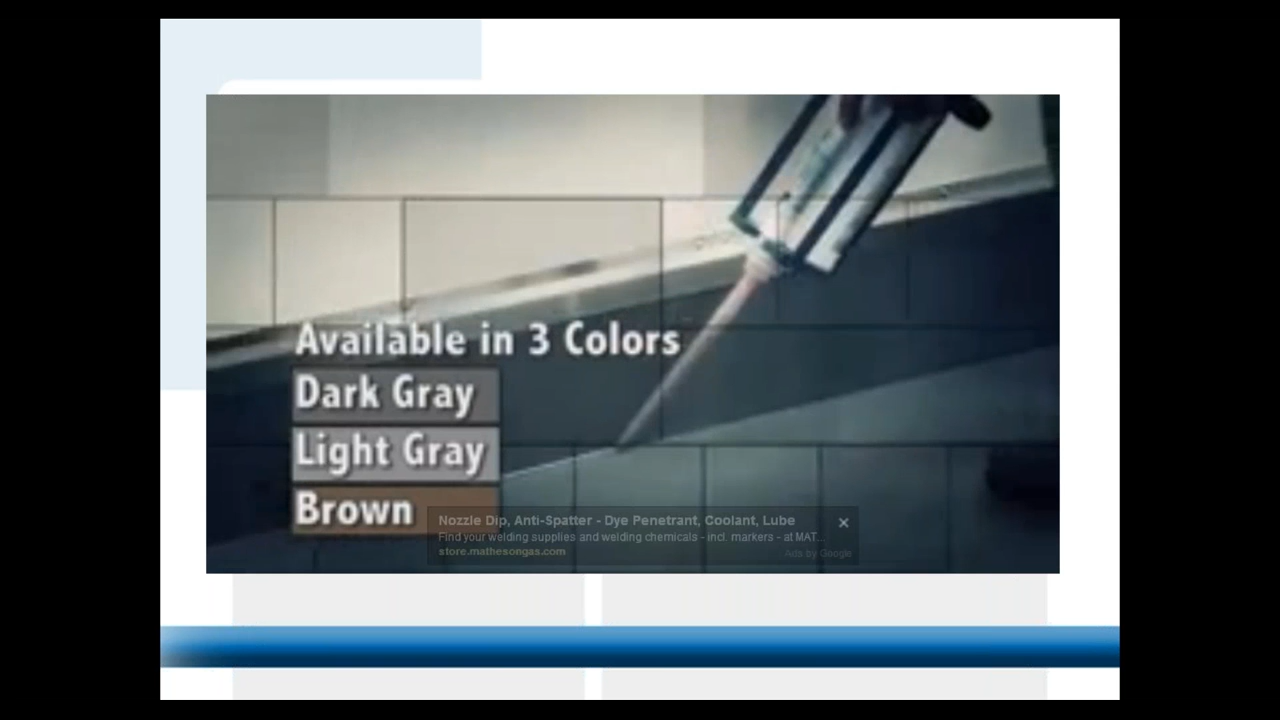 Available in 3 Colors
Dark Gray
Light Gray
Brown
Nozzle Dip, Anti-Spatter - Dye Penetrant, Coolant, Lube
Find your welding supplies and welding chemicals - incl. markers - at MAT...
store.mathesongas.com
Ads by Google